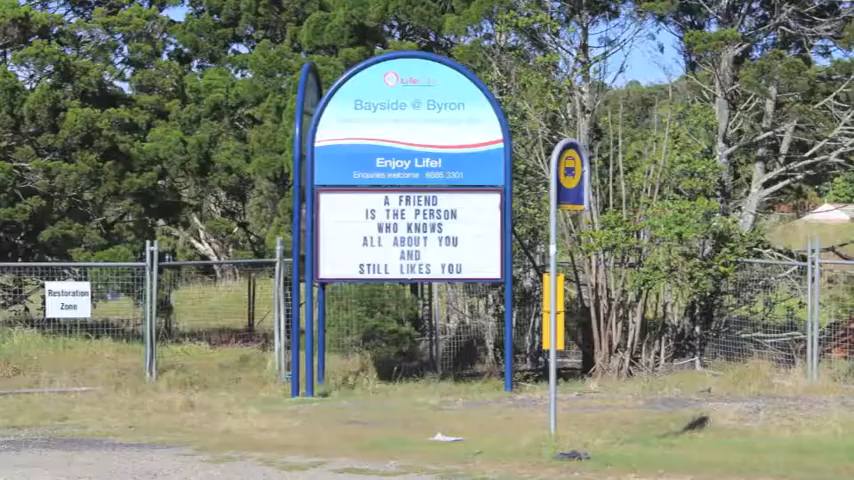 Bayside @ Byron
Enjoy Life!
Enquiries welcome 6685 3301
A FRIEND
IS THE PERSON
WHO KNOWS
ALL ABOUT YOU
AND
STILL LIKES YOU
Restoration
Zone